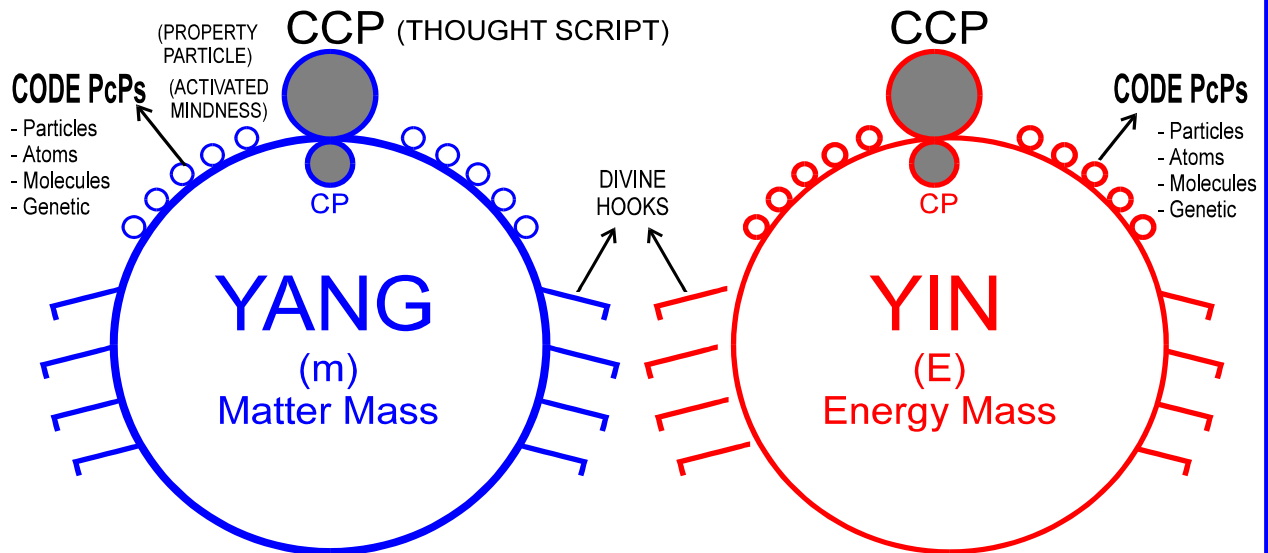 CCP (THOUGHT SCRIPT)
(PROPERTY
PARTICLE)
(ACTIVATED
MINDNESS)
CODE PcPs
- Particles
- Atoms
- Molecules
- Genetic
CP
YANG
(m)
Matter Mass
DIVINE
HOOKS
CCP
CODE PcPs
- Particles
- Atoms
- Molecules
- Genetic
CP
YIN
(E)
Energy Mass